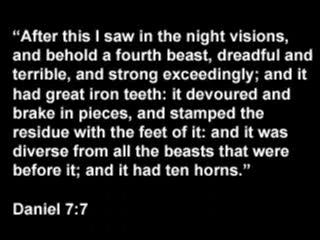 “After this I saw in the night visions,
and behold a fourth beast, dreadful and
terrible, and strong exceedingly; and it
had great iron teeth: it devoured and
brake in pieces, and stamped the
residue with the feet of it: and it was
diverse from all the beasts that were
before it; and it had ten horns.”
Daniel 7:7